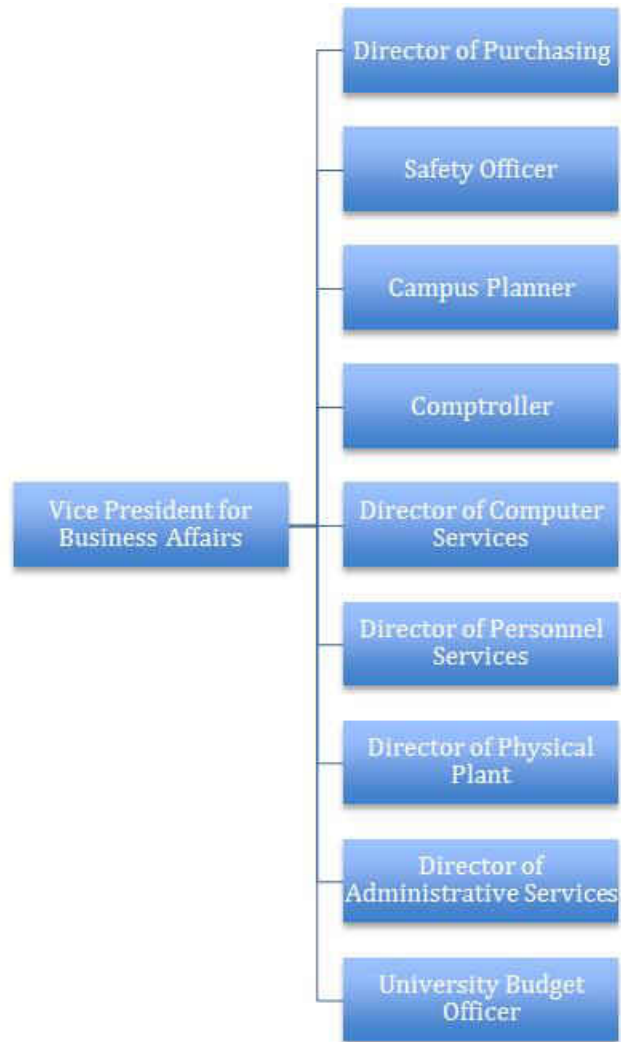 Director of Purchasing
Safety Officer
Campus Planner
Comptroller
Vice President for
Business Affairs
Director of Computer
Services
Director of Personnel
Services
Director of Physical
Plant
Director of
Administrative Services
University Budget
Officer